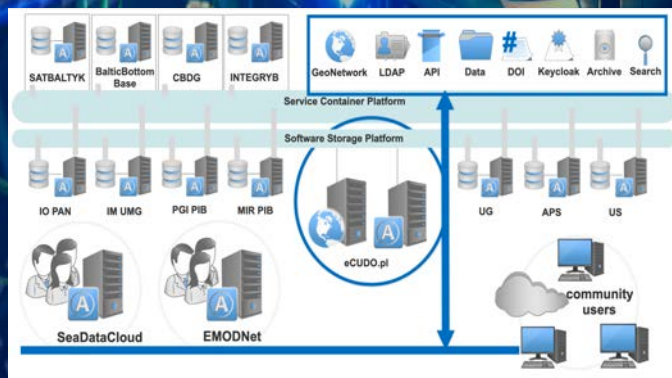 GeoNetwork LDAP API Data # DOI Keycloak Archive Search
SATBALTYK BalticBottom CBDG INTEGRYB
Base
Service Container Platform
Software Storage Platform
IO PAN IM UMG PGI PIB MIR PIB UG APS US
eCUDO.pl
SeaDataCloud EMODNet
community
users